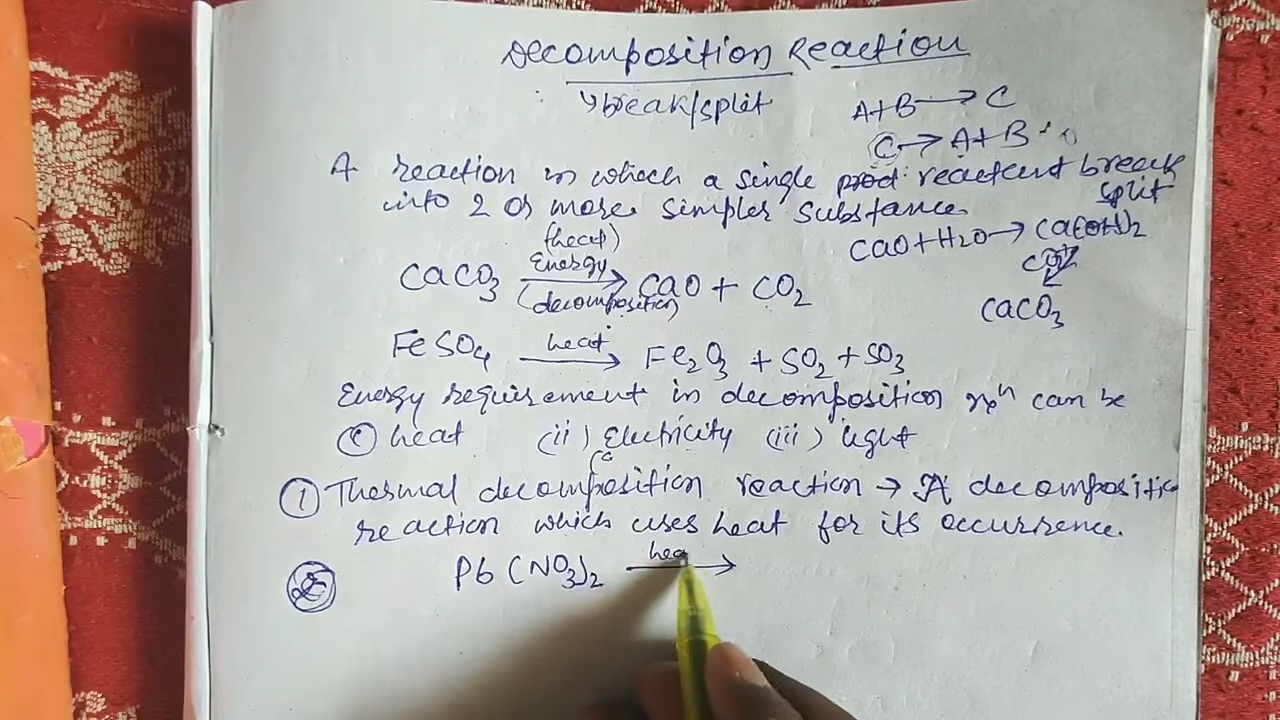 Decomposition Reaction
↳break/split
A+B → C
C → A+B
A reaction in which a single prod. reactant break
split
into 2 or more simpler substance.
CaO+H2O → Ca(OH)2
(heat)
CaCO3 Energy → CaO + CO2
(decomposition)
CaCO3
FeSO4 heat → Fe2O3 + SO2 + SO3
Energy requirement in decomposition rxn can be
heat (ii) Electricity (iii) light
① Thermal decomposition reaction → A decomposition
reaction which uses heat for its occurrence.
Pb(NO3)2 hea →